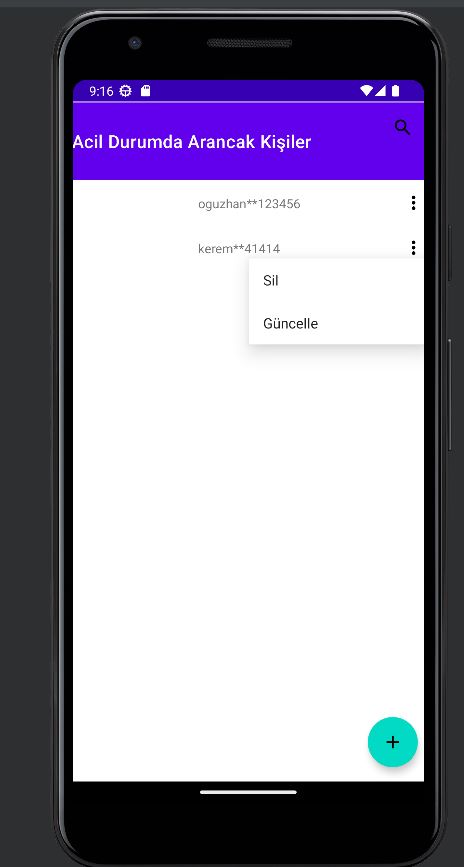 9:16
Acil Durumda Arancak Kişiler
oguzhan**123456
kerem**41414
Sil
Güncelle